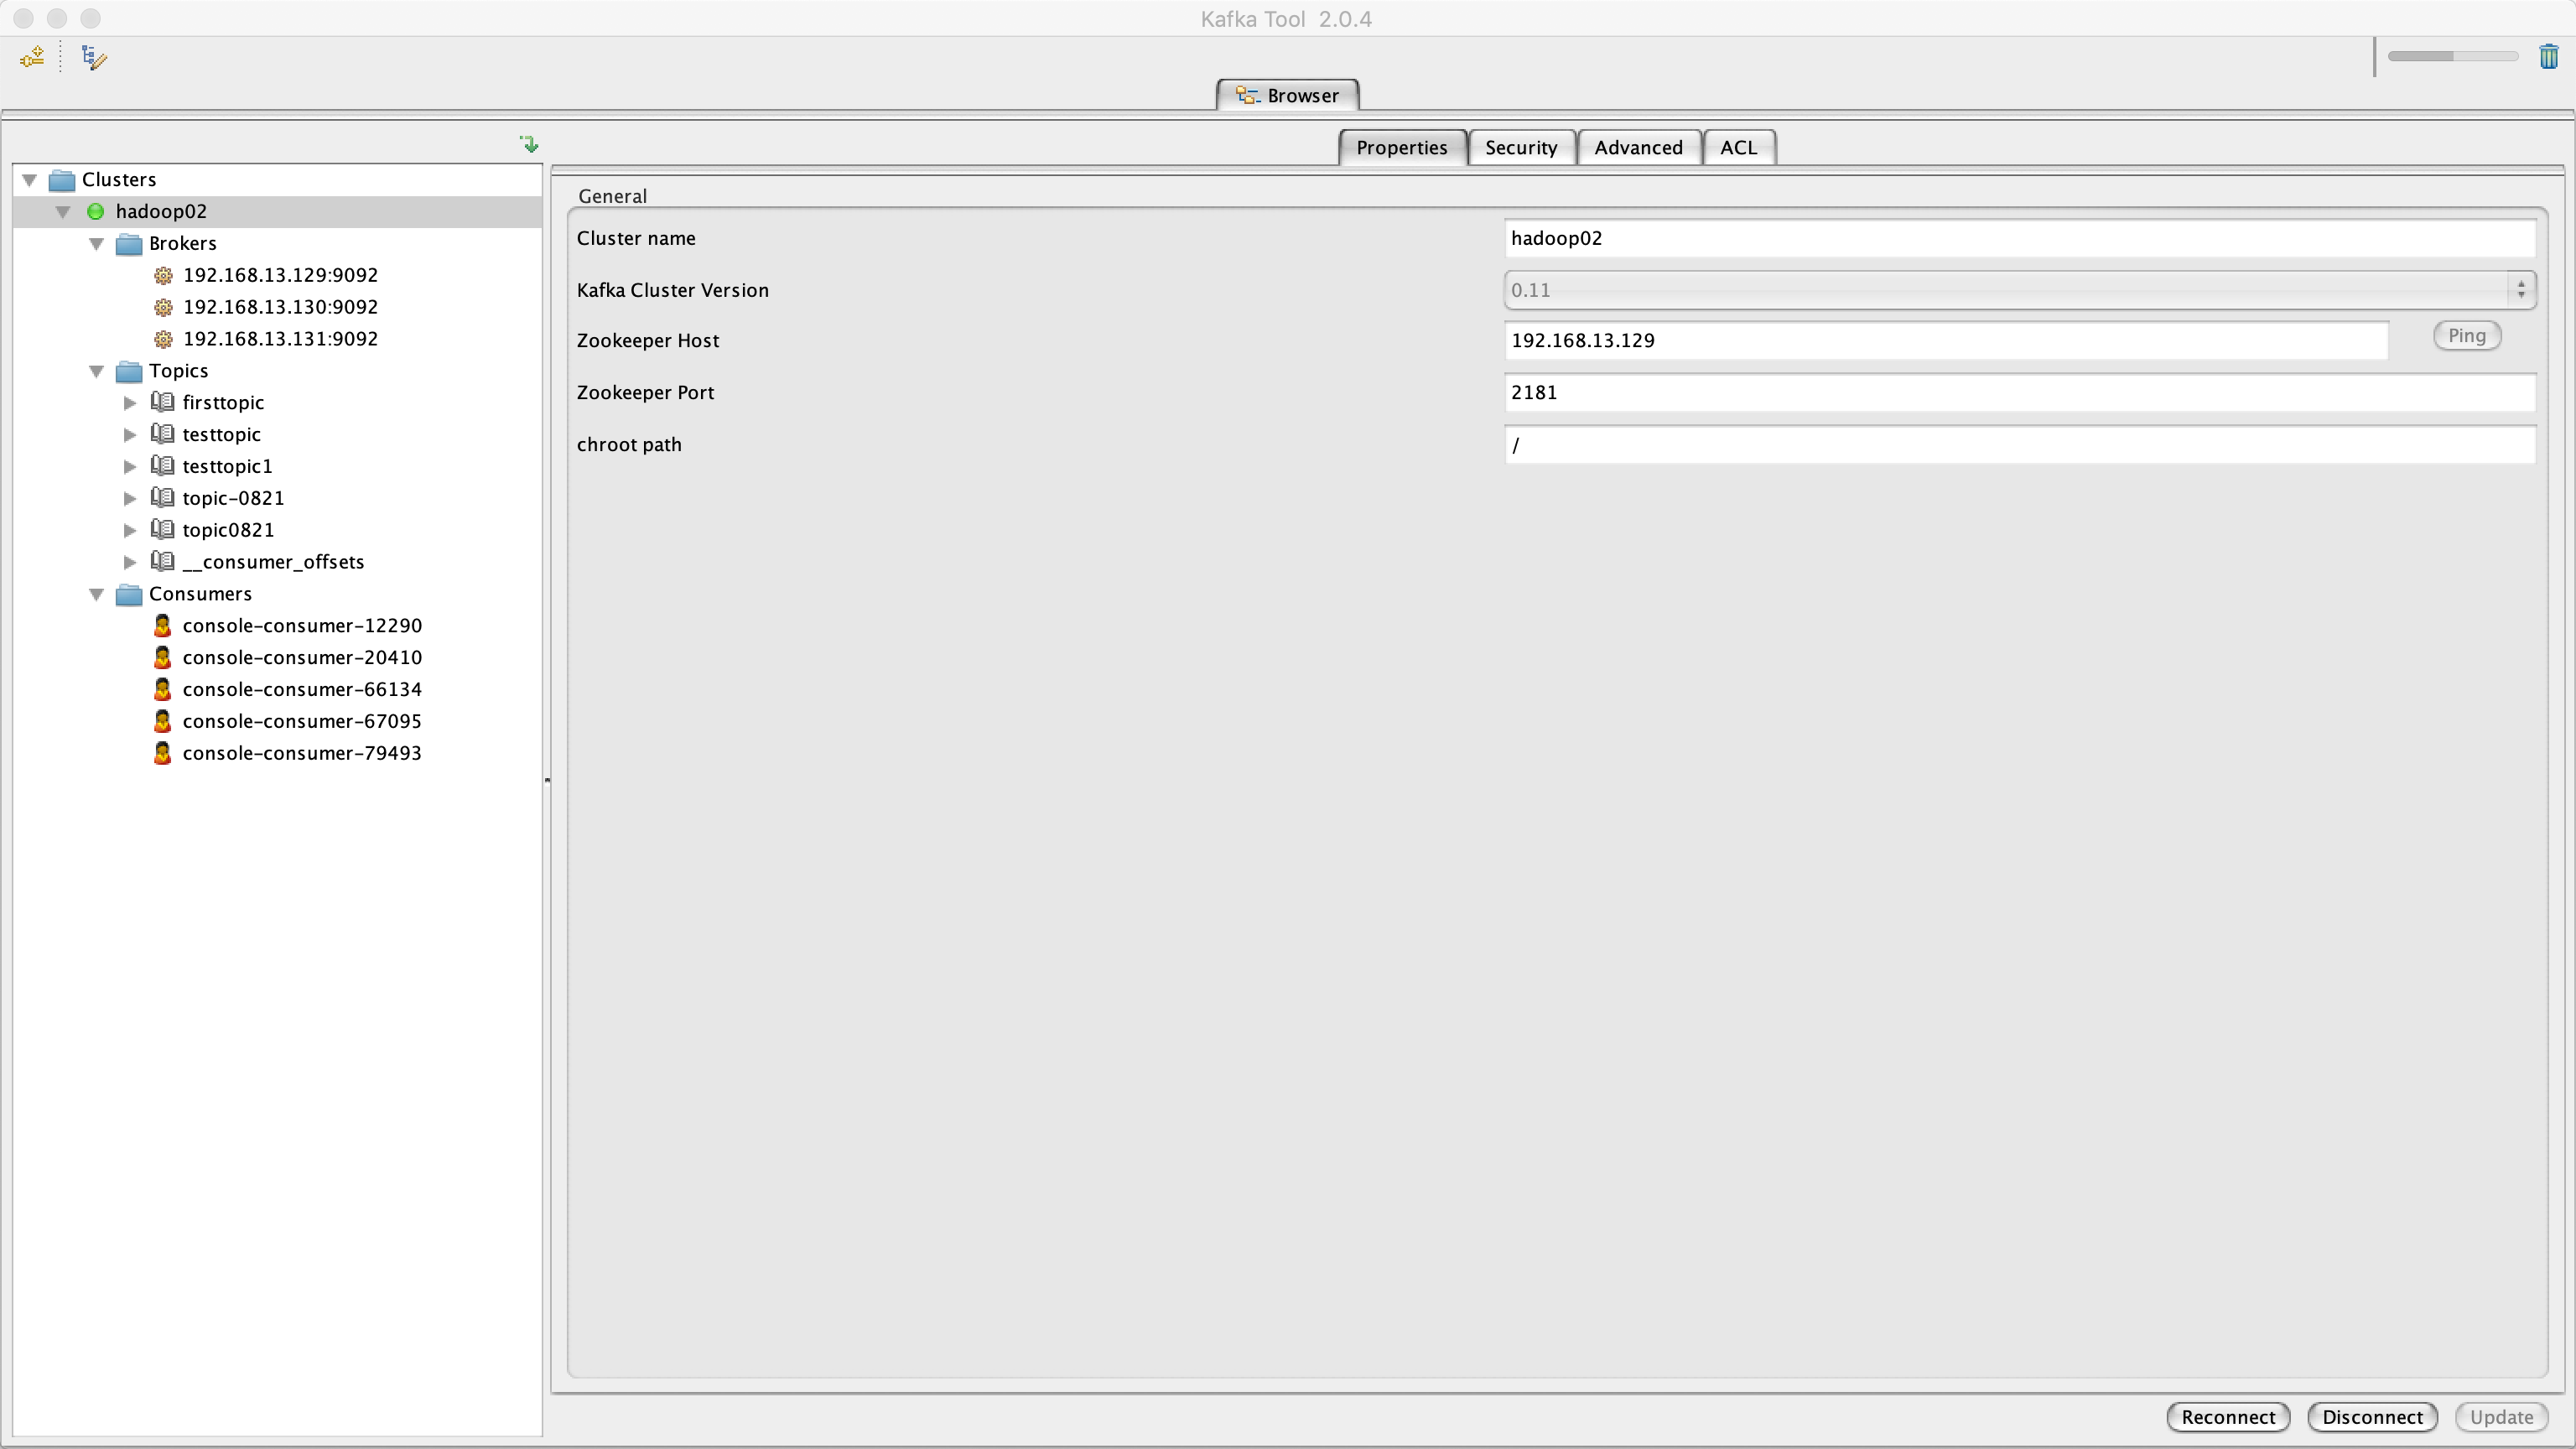 Kafka Tool 2.0.4
Browser
Properties Security Advanced ACL
Clusters
hadoop02
Brokers
192.168.13.129:9092
192.168.13.130:9092
192.168.13.131:9092
Topics
firsttopic
testtopic
testtopic1
topic-0821
topic0821
__consumer_offsets
Consumers
console-consumer-12290
console-consumer-20410
console-consumer-66134
console-consumer-67095
console-consumer-79493
General
Cluster name hadoop02
Kafka Cluster Version 0.11
Zookeeper Host 192.168.13.129 Ping
Zookeeper Port 2181
chroot path /
Reconnect Disconnect Update